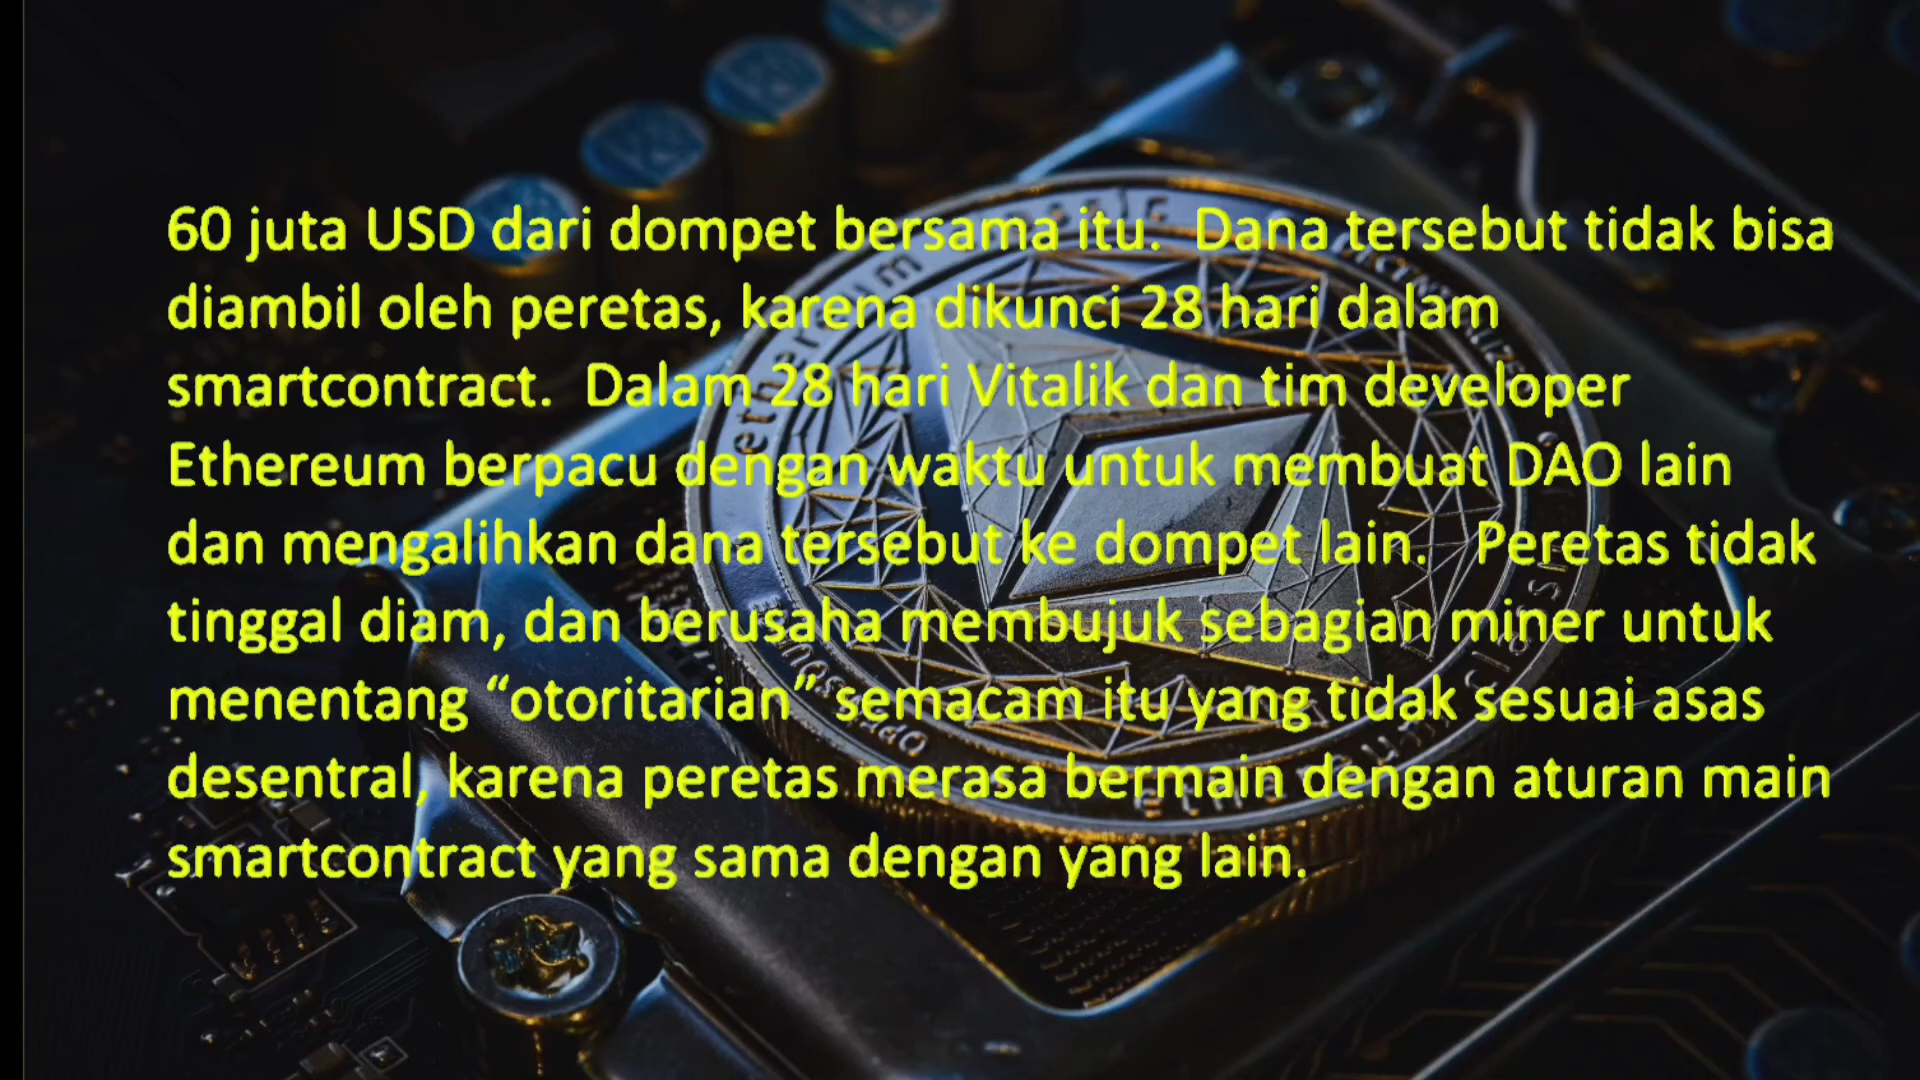 60 juta USD dari dompet bersama itu.  Dana tersebut tidak bisa
diambil oleh peretas, karena dikunci 28 hari dalam
smartcontract.  Dalam 28 hari Vitalik dan tim developer
Ethereum berpacu dengan waktu untuk membuat DAO lain
dan mengalihkan dana tersebut ke dompet lain.   Peretas tidak
tinggal diam, dan berusaha membujuk sebagian miner untuk
menentang “otoritarian” semacam itu yang tidak sesuai asas
desentral, karena peretas merasa bermain dengan aturan main
smartcontract yang sama dengan yang lain.
ethereum